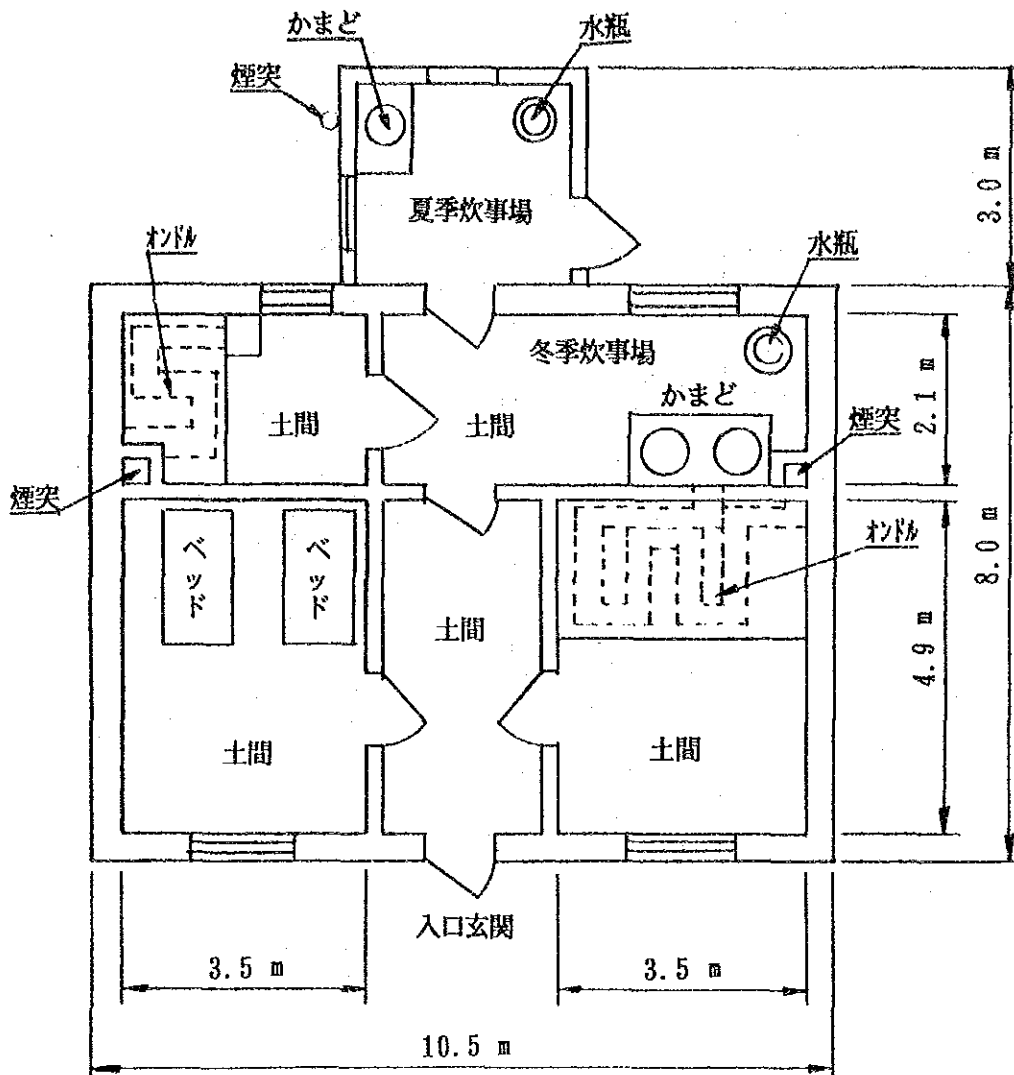 かまど
水瓶
煙突
夏季炊事場
3.0 m
オンドル
水瓶
冬季炊事場
かまど
土間
土間
煙突
2.1 m
煙突
オンドル
ベッド
ベッド
土間
8.0 m
4.9 m
土間
土間
入口玄関
3.5 m
3.5 m
10.5 m